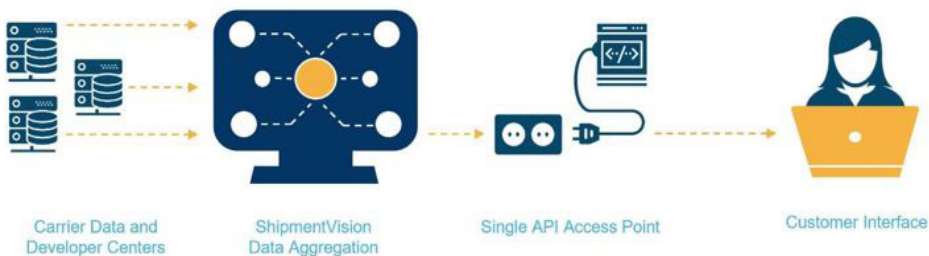 Carrier Data and
Developer Centers
ShipmentVision
Data Aggregation
Single API Access Point
Customer Interface